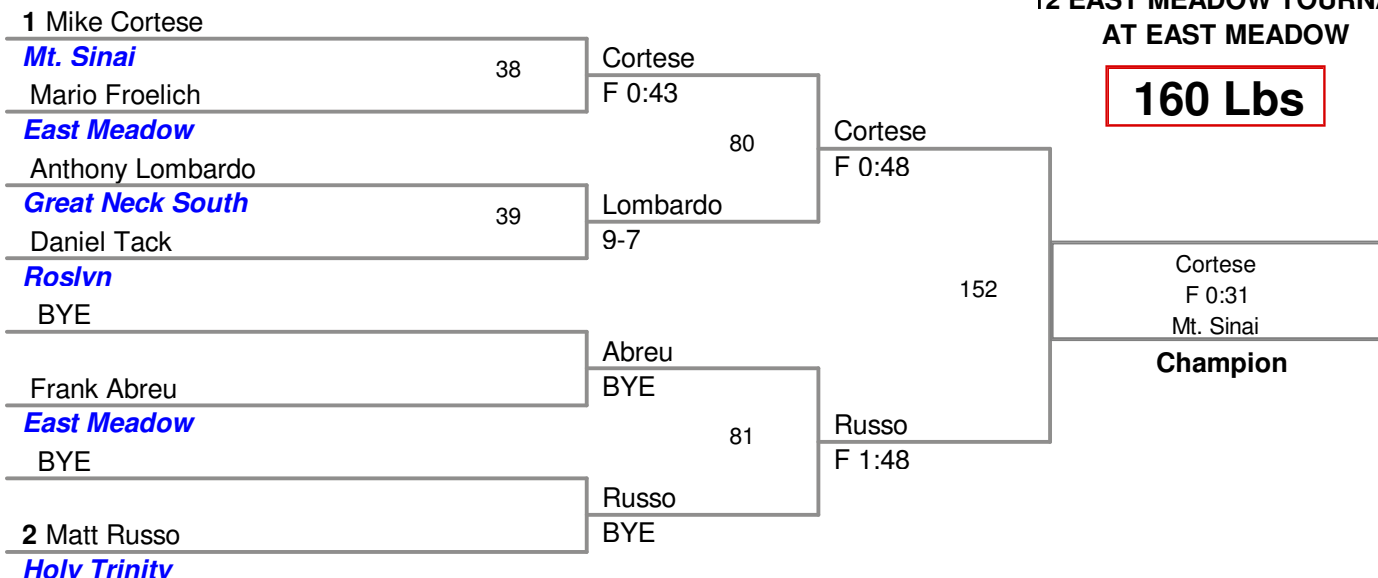 12 EAST MEADOW
AT EAST MEADOW
160 Lbs
1 Mike Cortese
Mt. Sinai
Mario Froelich
East Meadow
Anthony Lombardo
Great Neck South
Daniel Tack
Roslyn
BYE
Frank Abreu
East Meadow
BYE
2 Matt Russo
Holy Trinity
38
39
Cortese
F 0:43
Lombardo
9-7
Abreu
BYE
Russo
BYE
80
81
Cortese
F 0:48
Russo
F 1:48
152
Cortese
F 0:31
Mt. Sinai
Champion